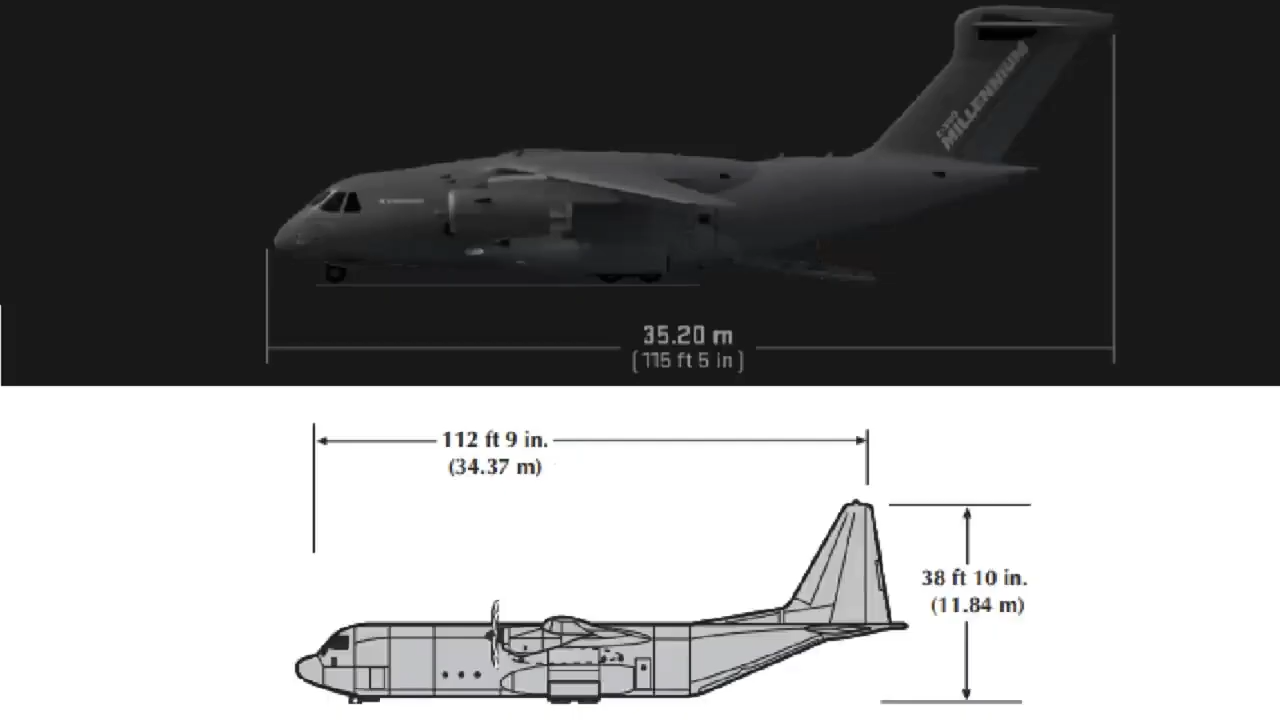 C-390
MILLENNIUM
35.20 m
( 115 ft 5 in )
112 ft 9 in.
(34.37 m)
38 ft 10 in.
(11.84 m)